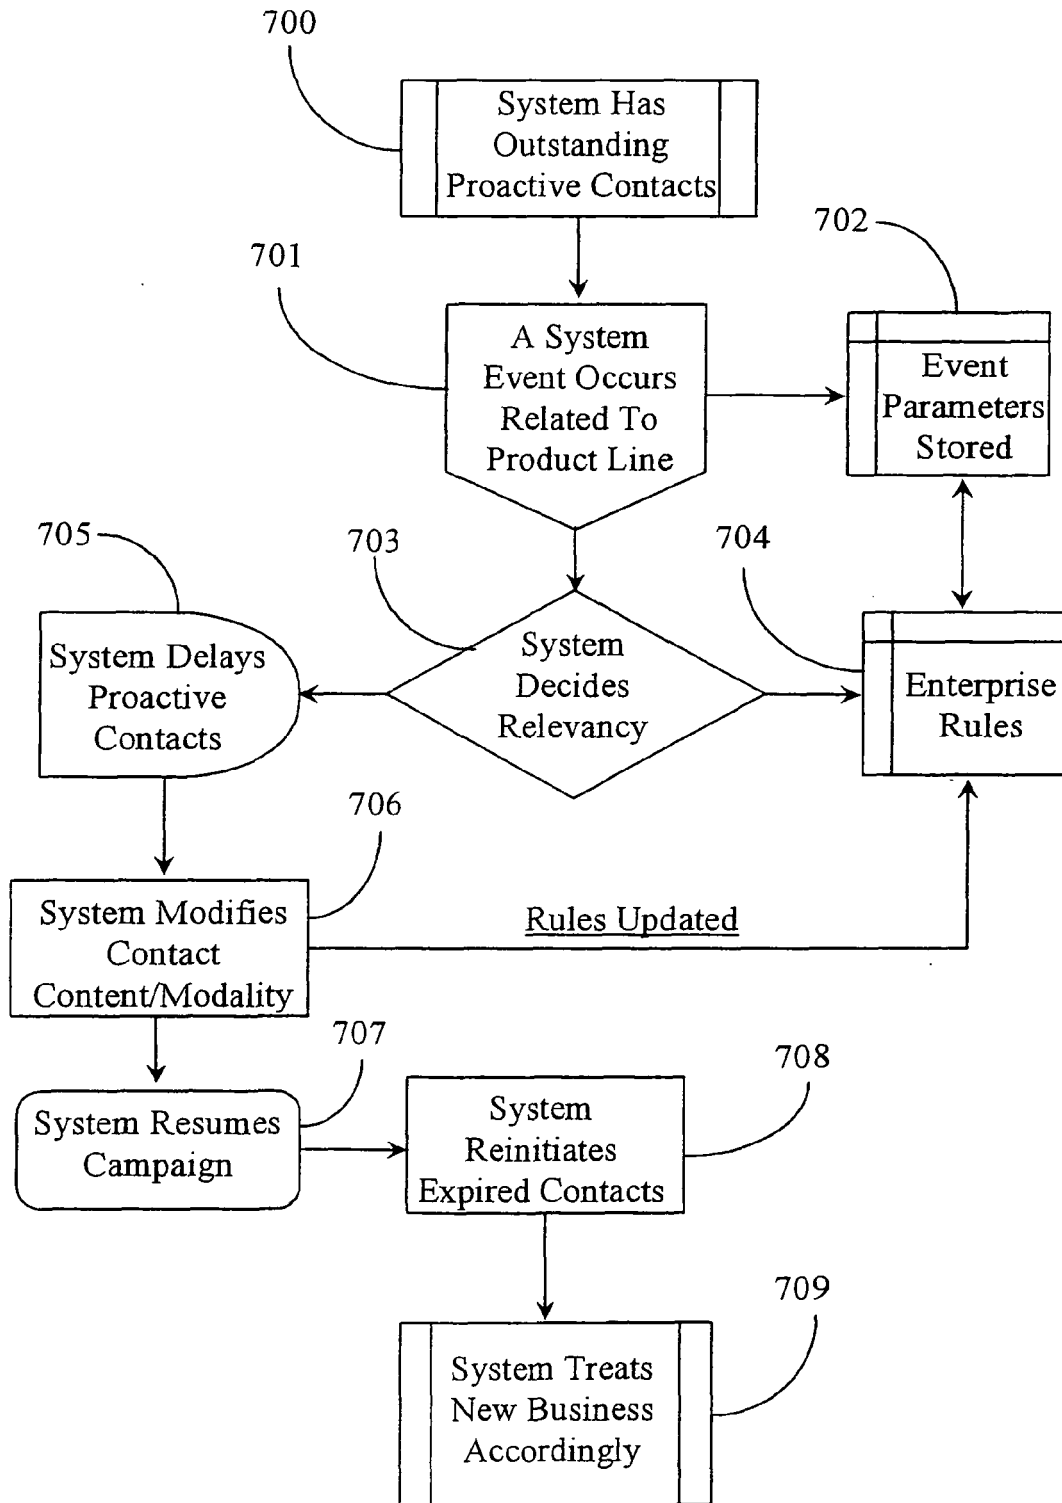 700
System Has
Outstanding
Proactive Contacts
701
702
A System
Event Occurs
Related To
Product Line
Event
Parameters
Stored
705
703
704
System Delays
Proactive
Contacts
System
Decides
Relevancy
Enterprise
Rules
706
System Modifies
Contact
Content/Modality
Rules Updated
707
708
System Resumes
Campaign
System
Reinitiates
Expired Contacts
709
System Treats
New Business
Accordingly